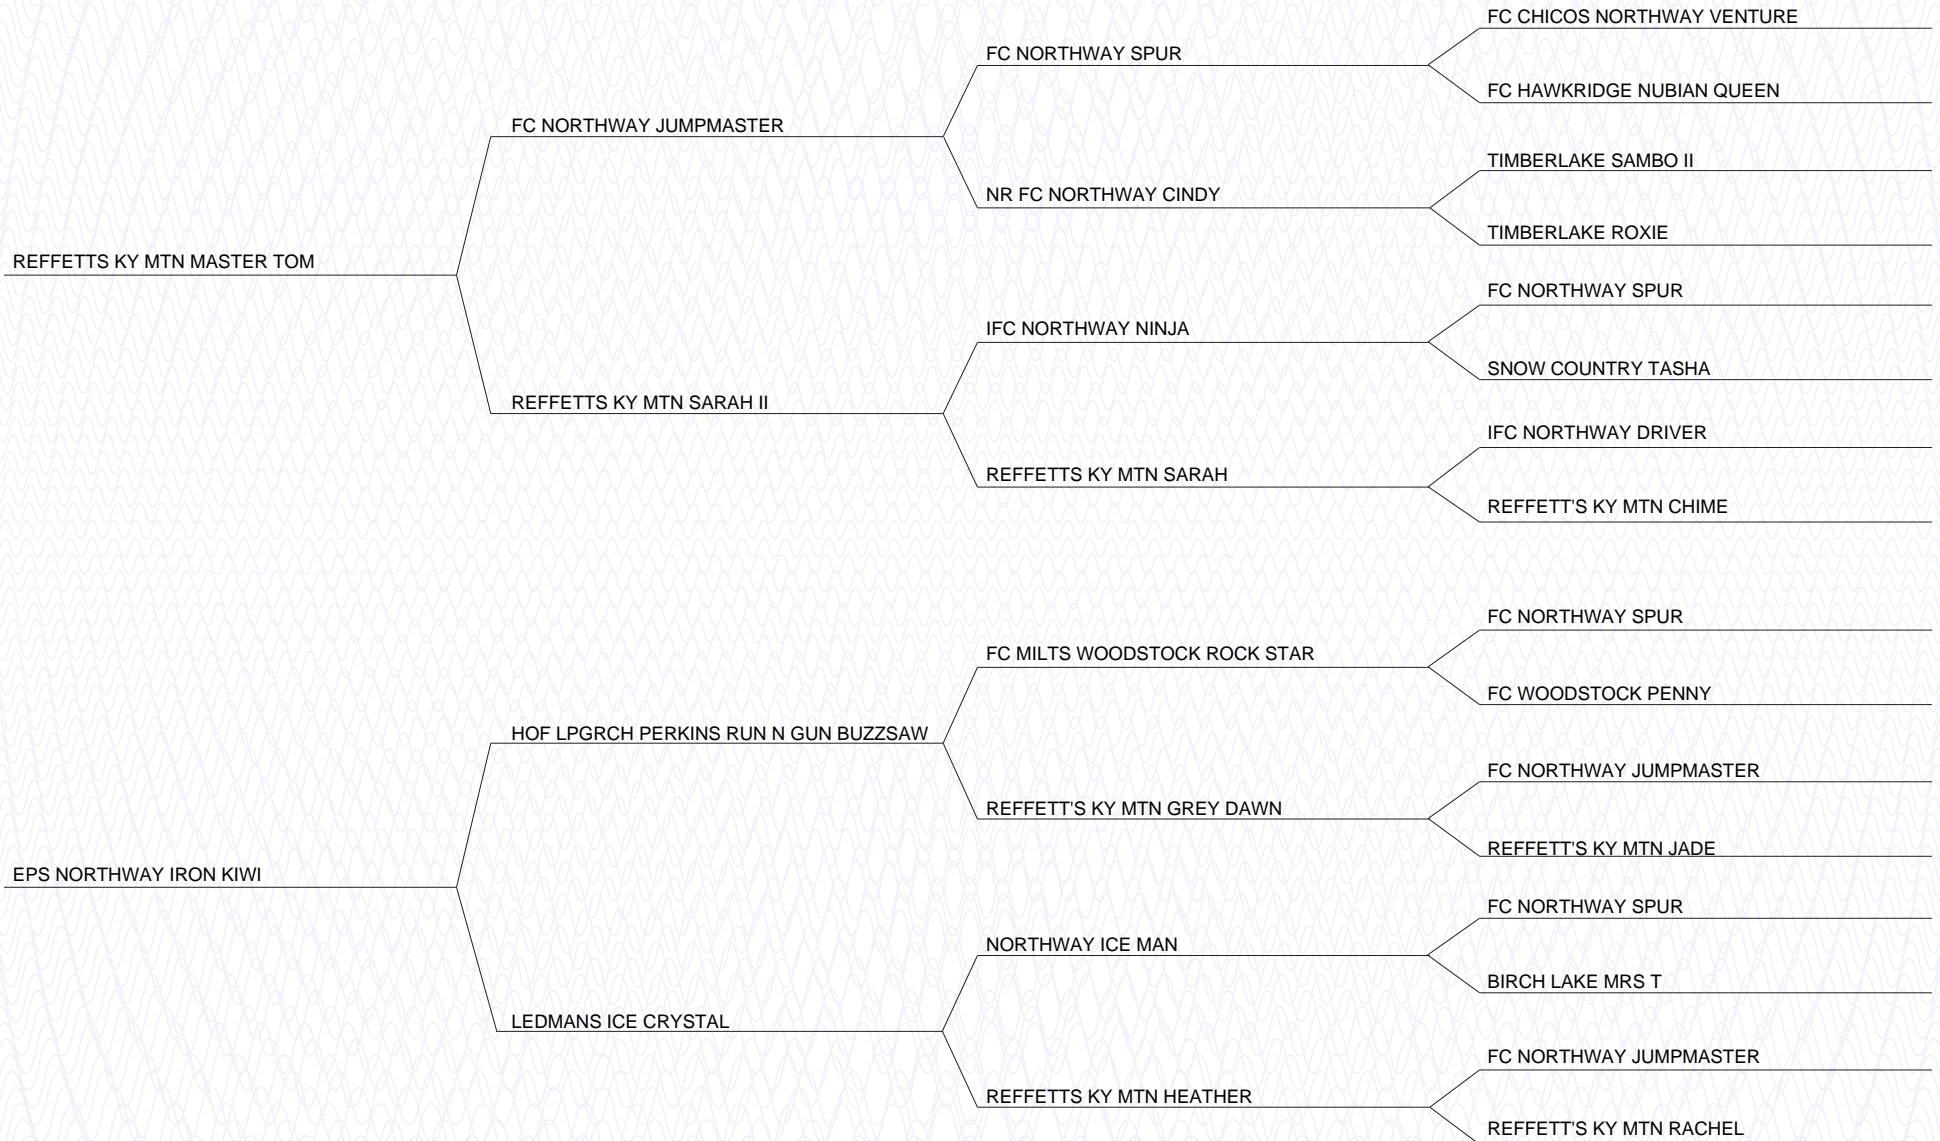 FC CHICOS NORTHWAY VENTURE
FC NORTHWAY SPUR
FC HAWKRIDGE NUBIAN QUEEN
FC NORTHWAY JUMPMASTER
TIMBERLAKE SAMBO II
NR FC NORTHWAY CINDY
TIMBERLAKE ROXIE
REFFETTS KY MTN MASTER TOM
FC NORTHWAY SPUR
IFC NORTHWAY NINJA
SNOW COUNTRY TASHA
REFFETTS KY MTN SARAH II
IFC NORTHWAY DRIVER
REFFETTS KY MTN SARAH
REFFETT'S KY MTN CHIME
FC NORTHWAY SPUR
FC MILTS WOODSTOCK ROCK STAR
FC WOODSTOCK PENNY
HOF LPGRCH PERKINS RUN N GUN BUZZSAW
FC NORTHWAY JUMPMASTER
REFFETT'S KY MTN GREY DAWN
REFFETT'S KY MTN JADE
EPS NORTHWAY IRON KIWI
FC NORTHWAY SPUR
NORTHWAY ICE MAN
BIRCH LAKE MRS T
LEDMANS ICE CRYSTAL
FC NORTHWAY JUMPMASTER
REFFETTS KY MTN HEATHER
REFFETT'S KY MTN RACHEL